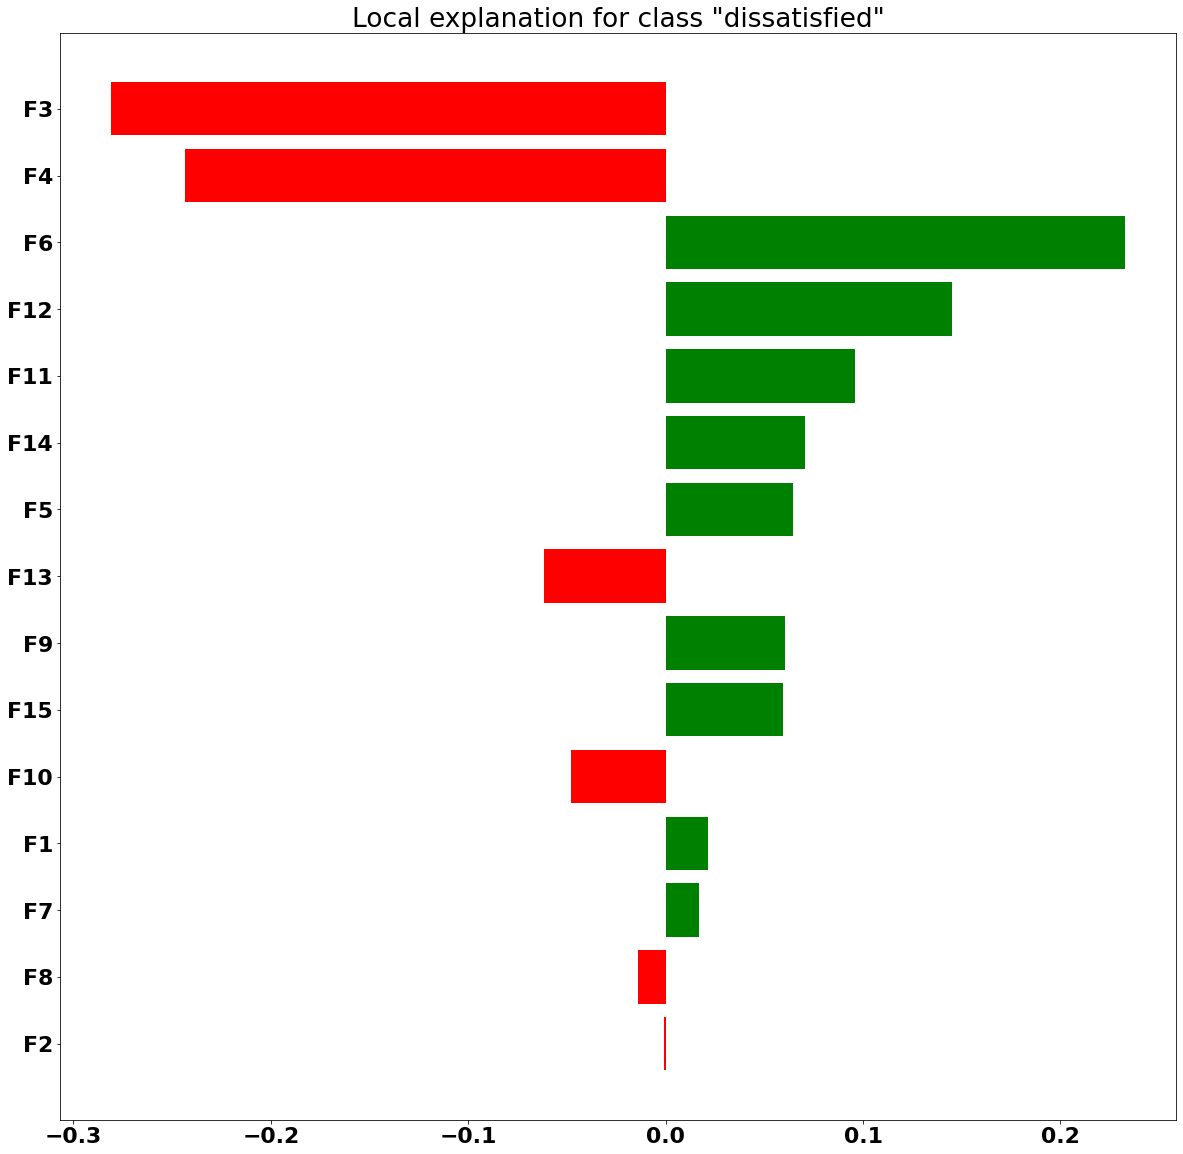 Local explanation for class "dissatisfied"
F3
F4
F6
F12
F11
F14
F5
F13
F9
F15
F10
F1
F7
F8
F2
−0.3 −0.2 −0.1 0.0 0.1 0.2